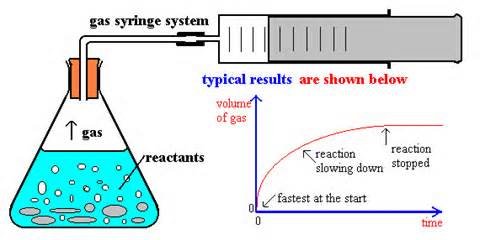 gas syringe system
typical results are shown below
gas
reactants
volume
of gas
reaction
slowing down
reaction
stopped
fastest at the start
0
0
time